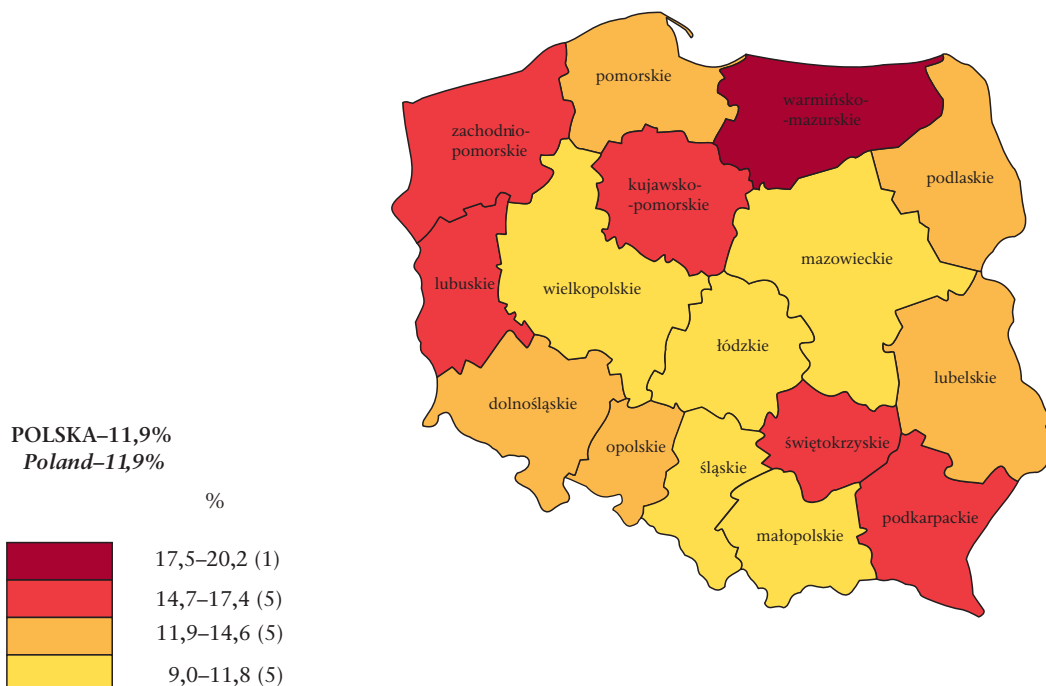 pomorskie
warmińsko-
-mazurskie
zachodnio-
pomorskie
podlaskie
kujawsko-
-pomorskie
mazowieckie
lubuskie
wielkopolskie
łódzkie
lubelskie
dolnośląskie
opolskie
śląskie
świętokrzyskie
podkarpackie
małopolskie
POLSKA–11,9%
Poland–11,9%
%
17,5–20,2 (1)
14,7–17,4 (5)
11,9–14,6 (5)
9,0–11,8 (5)